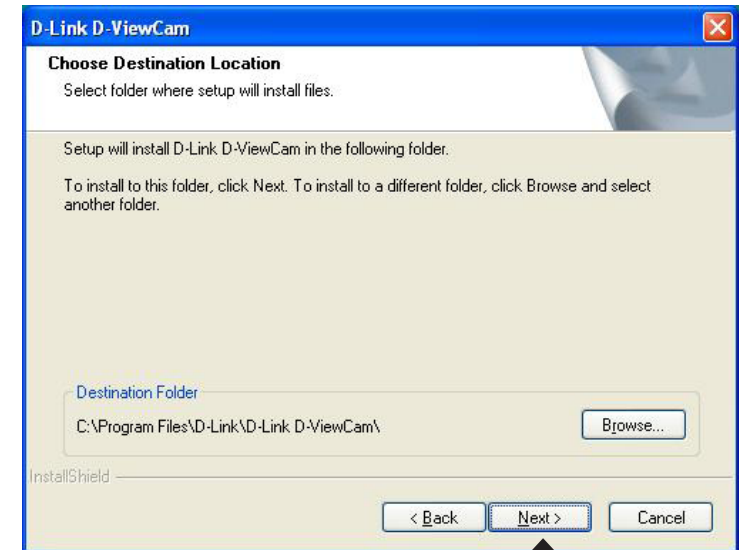 D-Link D-ViewCam
Choose Destination Location
Select folder where setup will install files.
Setup will install D-Link D-ViewCam in the following folder.
To install to this folder, click Next. To install to a different folder, click Browse and select
another folder.
Destination Folder
C:\Program Files\D-Link\D-Link D-ViewCam\
Browse...
InstallShield
< Back
Next >
Cancel